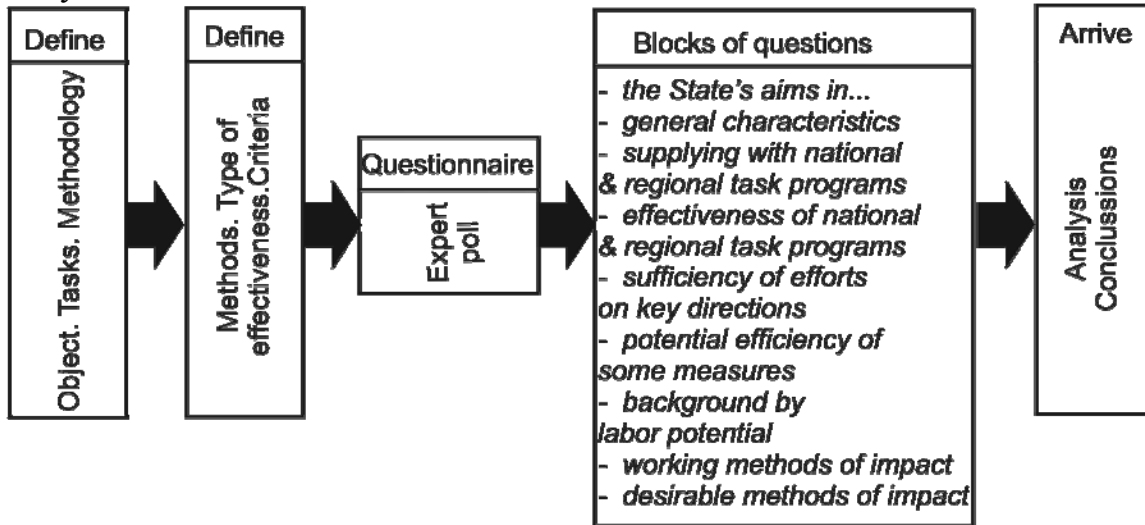 Define
Object. Tasks. Methodology
Define
Methods. Type of
effectiveness.Criteria
Questionnaire
Expert
poll
Blocks of questions
- the State's aims in...
- general characteristics
- supplying with national
& regional task programs
- effectiveness of national
& regional task programs
- sufficiency of efforts
on key directions
- potential efficiency of
some measures
- background by
labor potential
- working methods of impact
- desirable methods of impact
Arrive
Analysis
Conclussions